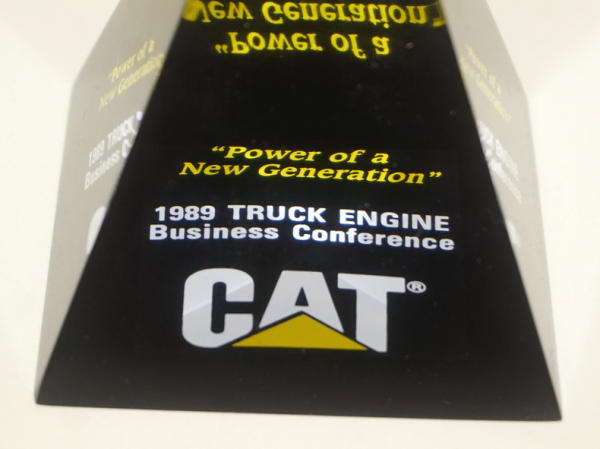 "Power of a
New Generation"
1989 TRUCK ENGINE
Business Conference
CAT®